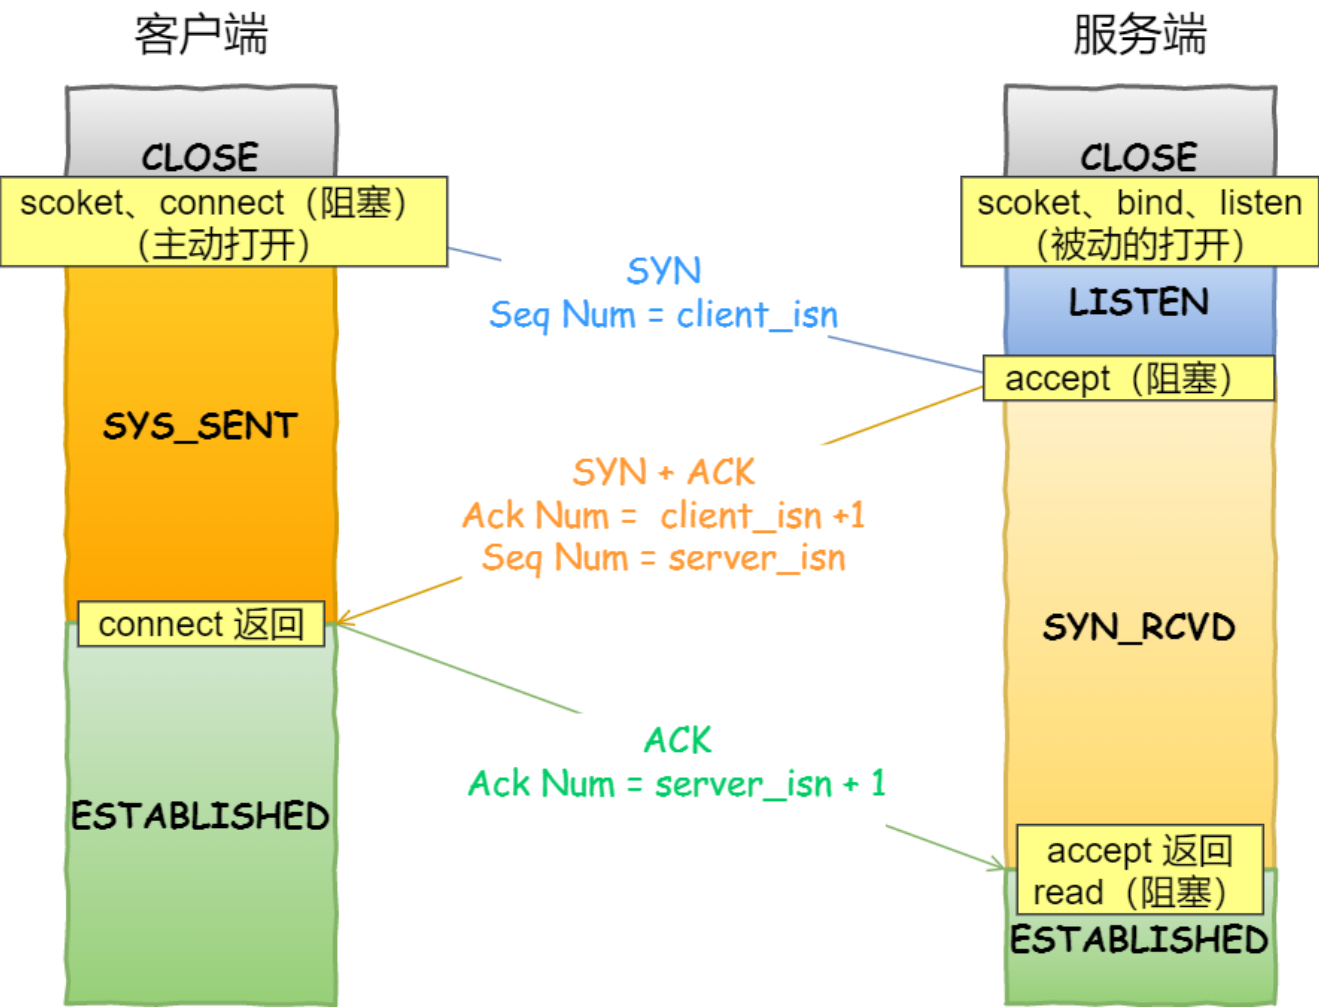 客户端
服务端
CLOSE
CLOSE
scoket、connect（阻塞）
（主动打开）
scoket、bind、listen
（被动的打开）
SYN
Seq Num = client_isn
LISTEN
accept（阻塞）
SYS_SENT
SYN + ACK
Ack Num = client_isn +1
Seq Num = server_isn
connect 返回
SYN_RCVD
ACK
Ack Num = server_isn + 1
ESTABLISHED
accept 返回
read（阻塞）
ESTABLISHED